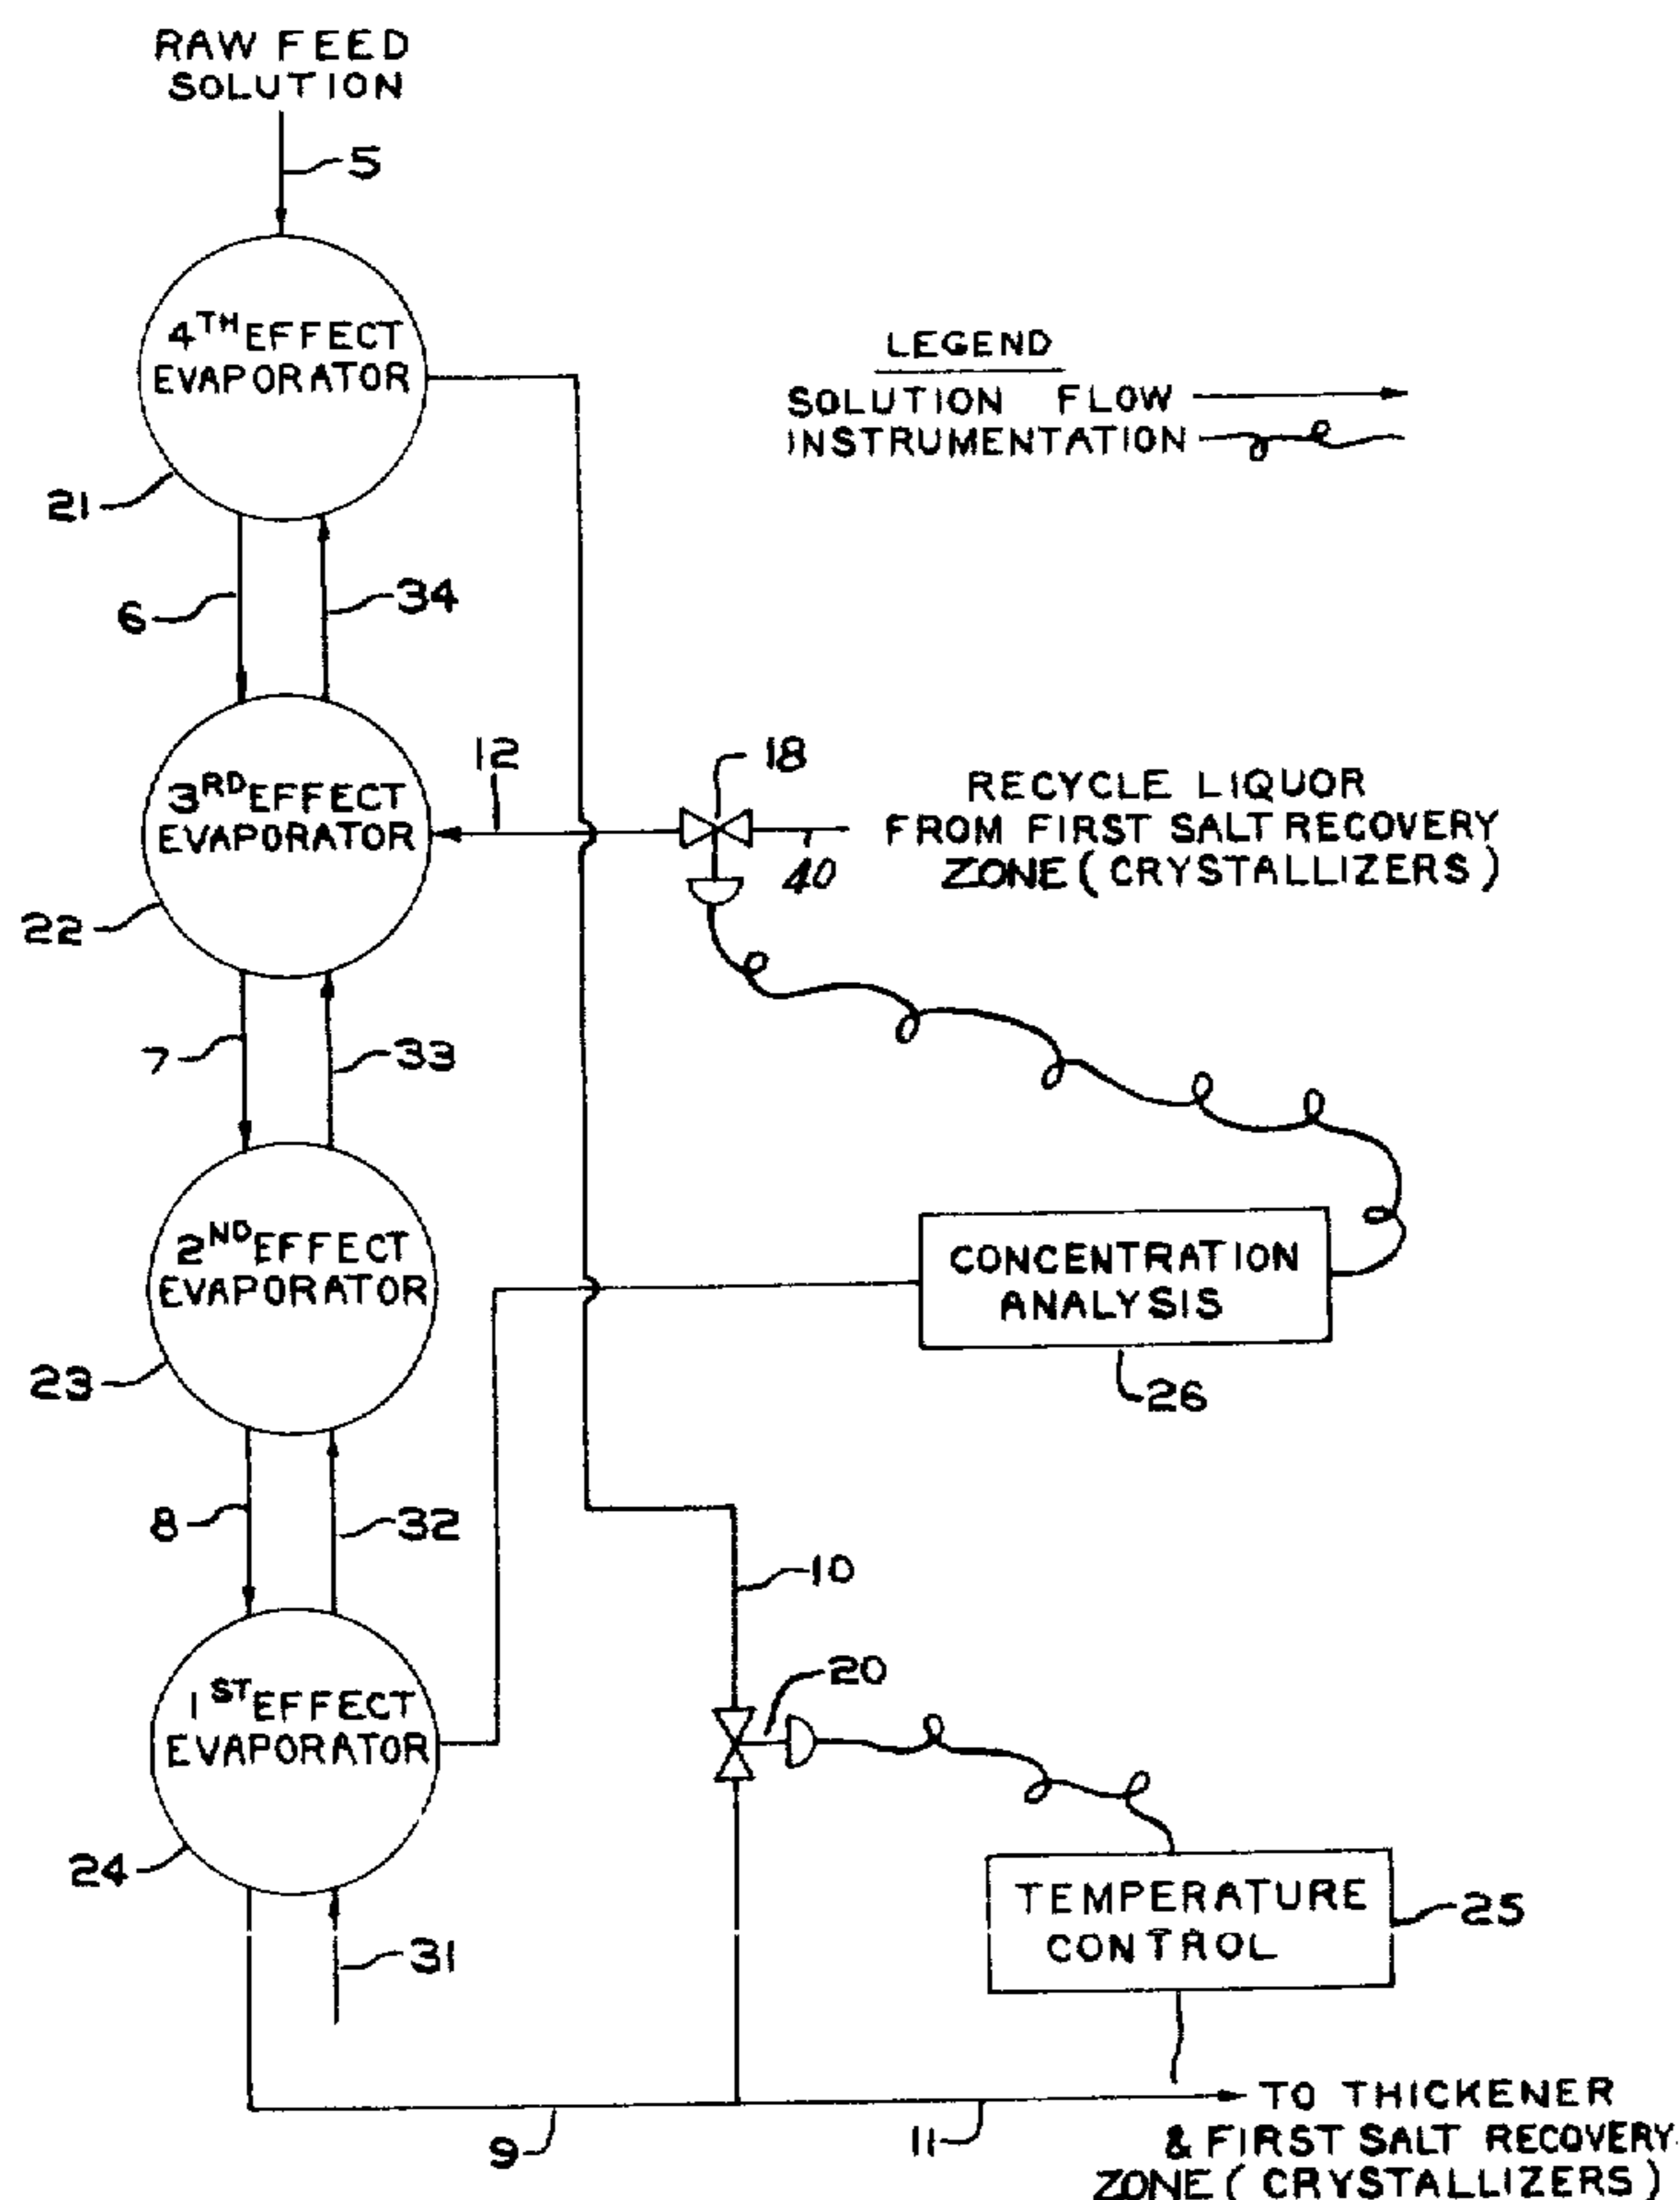 RAW FEED
SOLUTION
5
4TH EFFECT
EVAPORATOR
21
LEGEND
SOLUTION FLOW
INSTRUMENTATION
6
34
12
18
3RD EFFECT
EVAPORATOR
RECYCLE LIQUOR
FROM FIRST SALT RECOVERY
ZONE (CRYSTALLIZERS)
40
22
7
33
2ND EFFECT
EVAPORATOR
CONCENTRATION
ANALYSIS
23
26
8
32
10
20
1ST EFFECT
EVAPORATOR
24
TEMPERATURE
CONTROL
25
31
9
11
TO THICKENER
& FIRST SALT RECOVERY
ZONE (CRYSTALLIZERS)